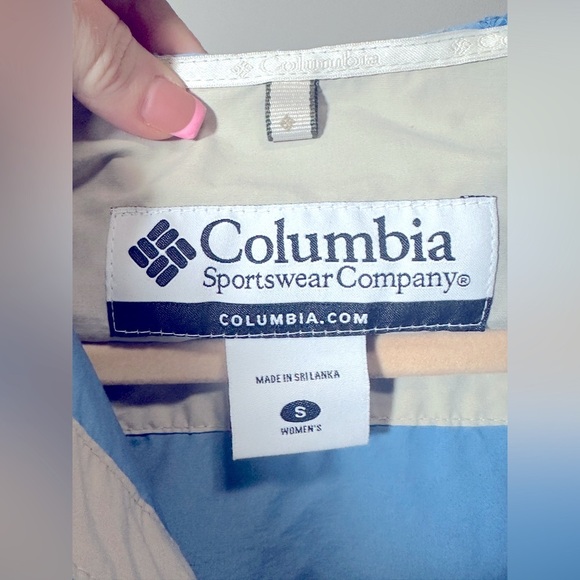 Columbia
Columbia
Sportswear Company®
COLUMBIA.COM
MADE IN SRI LANKA
S
WOMEN'S